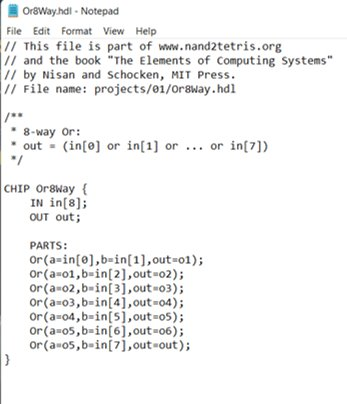 Or8Way.hdl - Notepad
File Edit Format View Help
// This file is part of www.nand2tetris.org
// and the book "The Elements of Computing Systems"
// by Nisan and Schocken, MIT Press.
// File name: projects/01/Or8Way.hdl
/**
* 8-way Or:
* out = (in[0] or in[1] or ... or in[7])
*/
CHIP Or8Way {
IN in[8];
OUT out;
PARTS:
Or(a=in[0],b=in[1],out=o1);
Or(a=o1,b=in[2],out=o2);
Or(a=o2,b=in[3],out=o3);
Or(a=o3,b=in[4],out=o4);
Or(a=o4,b=in[5],out=o5);
Or(a=o5,b=in[6],out=o6);
Or(a=o5,b=in[7],out=out);
}